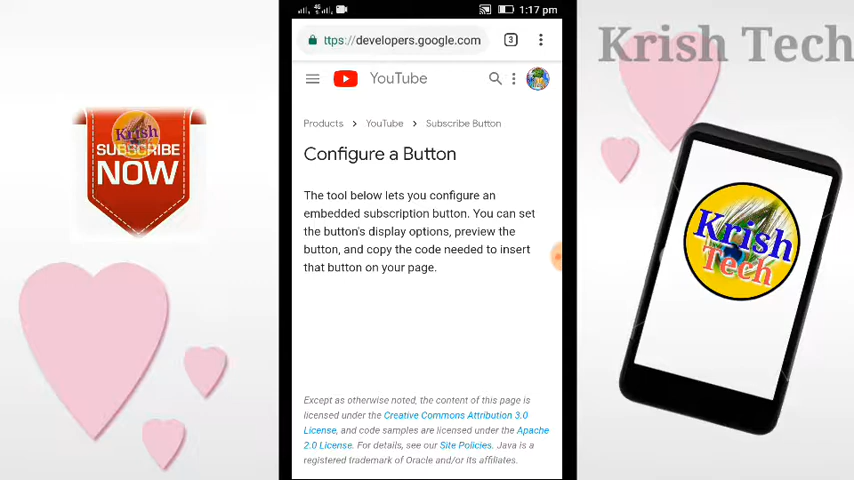 Krish Tech
4G
4G
1:17 pm
ttps://developers.google.com
3
YouTube
Products > YouTube > Subscribe Button
Configure a Button
The tool below lets you configure an
embedded subscription button. You can set
the button's display options, preview the
button, and copy the code needed to insert
that button on your page.
Except as otherwise noted, the content of this page is
licensed under the Creative Commons Attribution 3.0
License, and code samples are licensed under the Apache
2.0 License. For details, see our Site Policies. Java is a
registered trademark of Oracle and/or its affiliates.
Krish
SUBSCRIBE
NOW
Krish
Tech